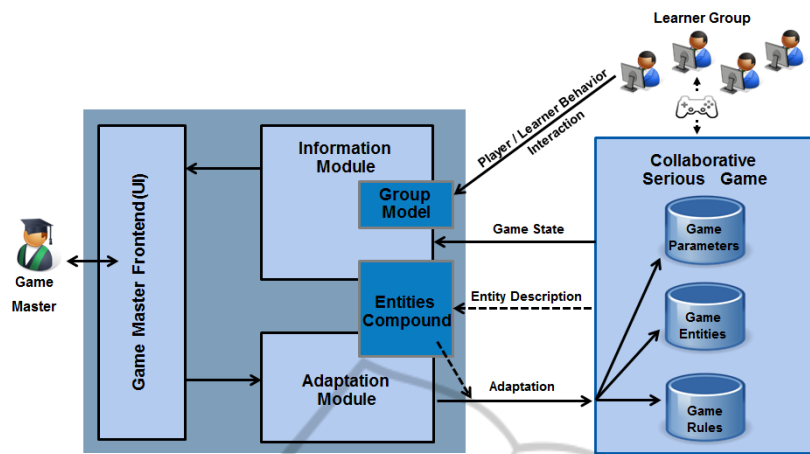 Learner Group
Player / Learner Behavior
Interaction
Information
Module
Group
Model
Collaborative
Serious Game
Game Master Frontend (UI)
Game
Parameters
Game State
Game
Master
Entities
Compound
Entity Description
Game
Entities
Adaptation
Module
Adaptation
Game
Rules